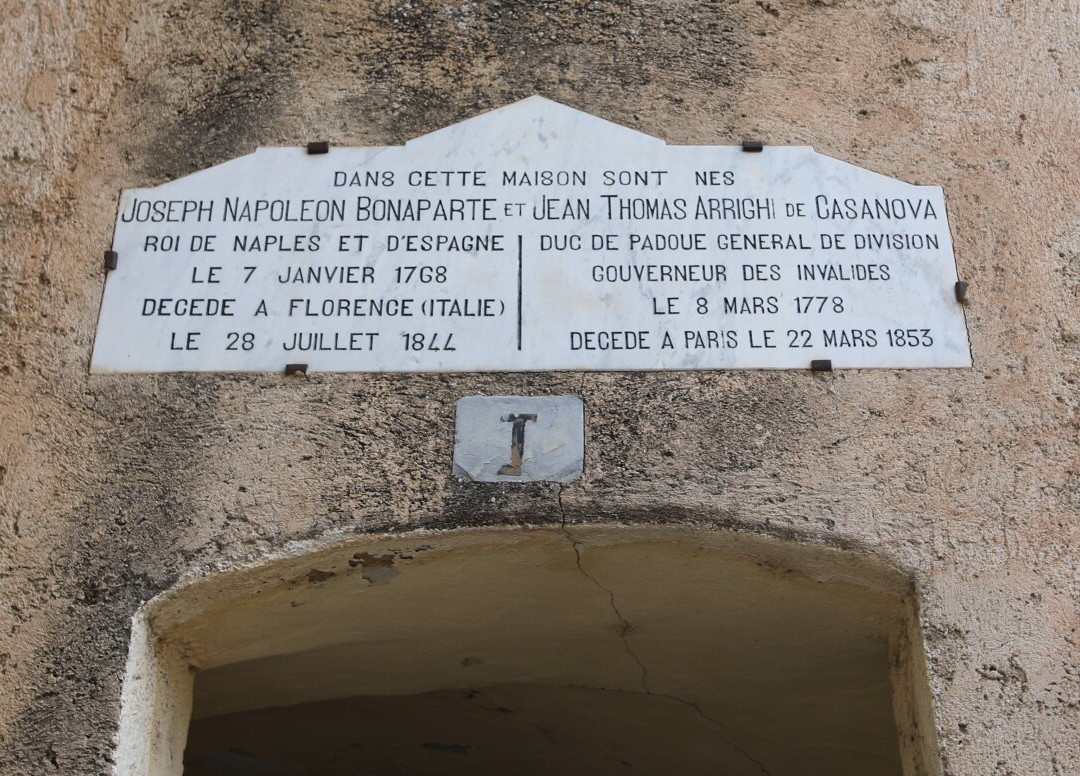 DANS CETTE MAISON SONT NES
JOSEPH NAPOLEON BONAPARTE ET JEAN THOMAS ARRIGHI DE CASANOVA
ROI DE NAPLES ET D'ESPAGNE
LE 7 JANVIER 1768
DECEDE A FLORENCE (ITALIE)
LE 28 JUILLET 1844
DUC DE PADOUE GENERAL DE DIVISION
GOUVERNEUR DES INVALIDES
LE 8 MARS 1778
DECEDE A PARIS LE 22 MARS 1853
I